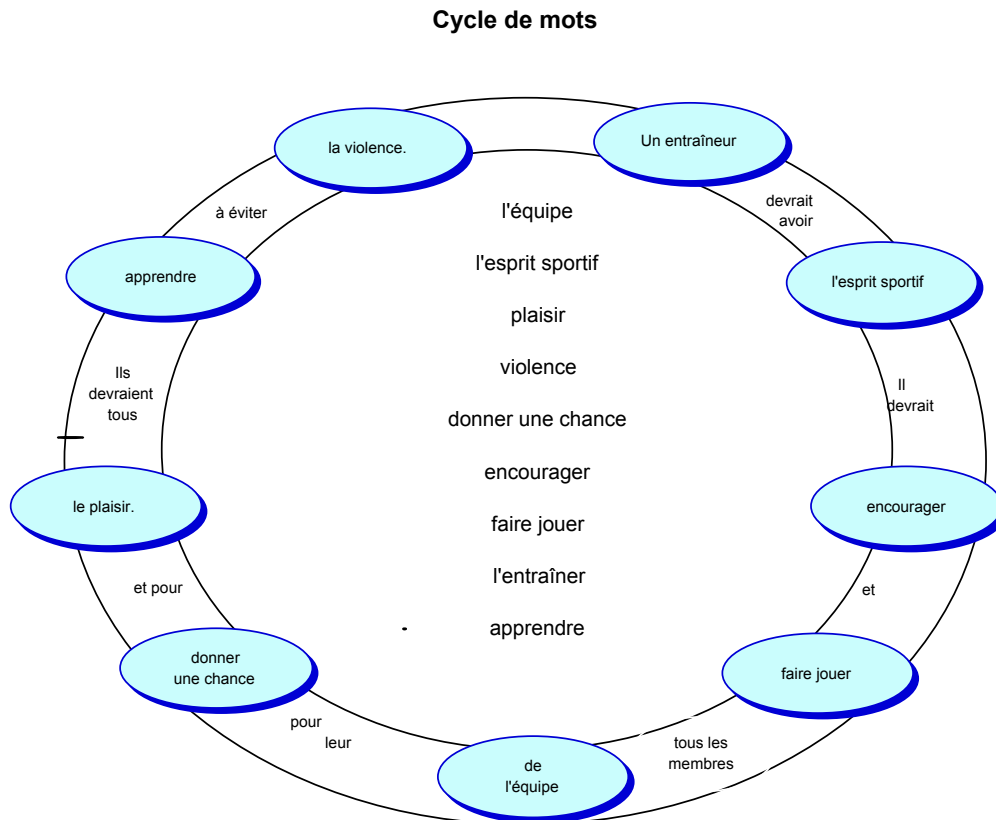 Cycle de mots
Un entraîneur
devrait
avoir
l'esprit sportif
Il
devrait
encourager
et
faire jouer
tous les
membres
de
l'équipe
pour
leur
donner
une chance
et pour
le plaisir.
Ils
devraient
tous
apprendre
à éviter
la violence.
l'équipe
l'esprit sportif
plaisir
violence
donner une chance
encourager
faire jouer
l'entraîner
apprendre